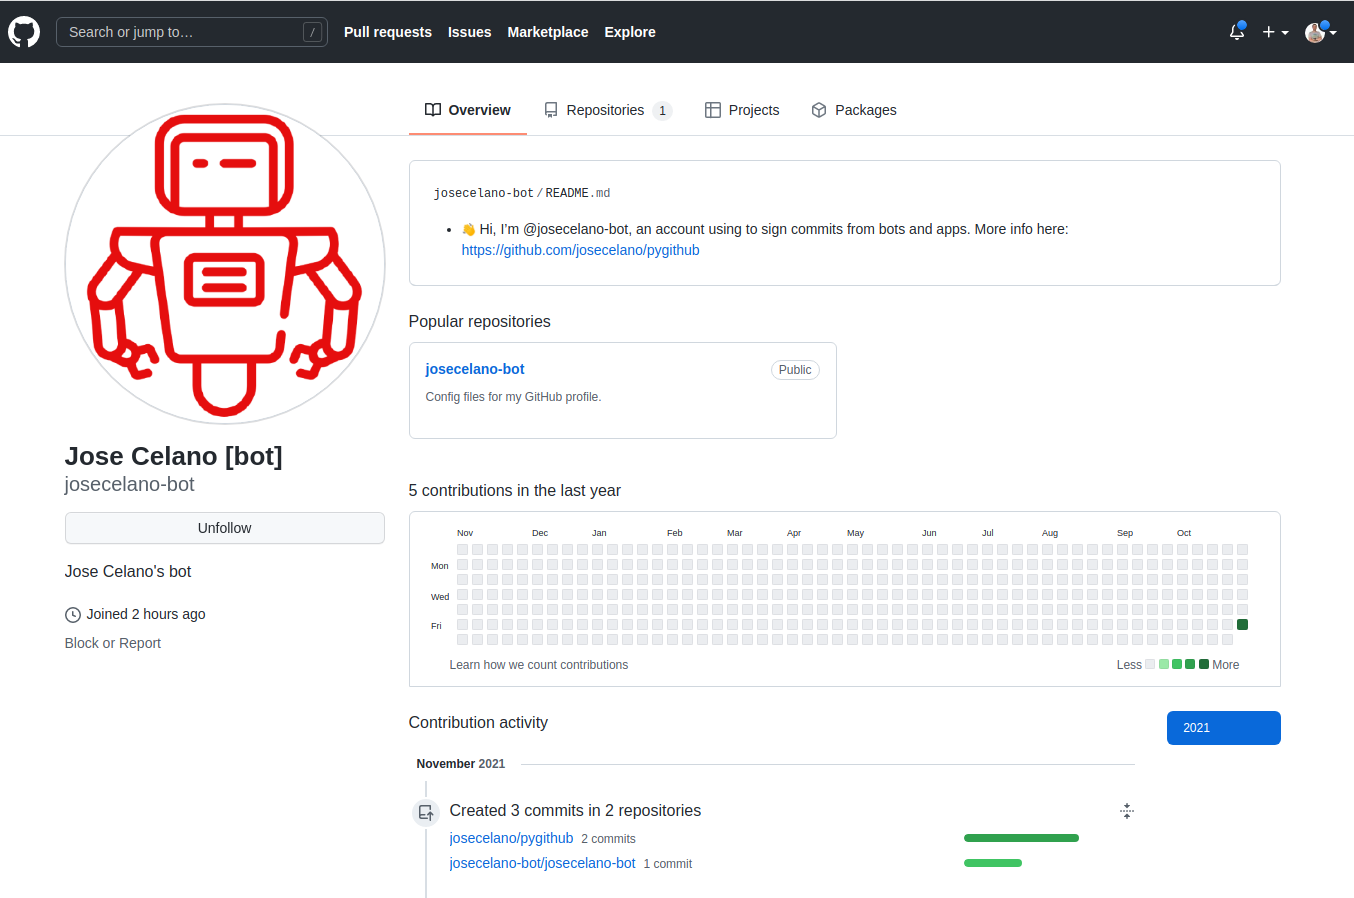 Search or jump to…
/
Pull requests
Issues
Marketplace
Explore
Overview
Repositories 1
Projects
Packages
josecelano-bot/README.md
👋 Hi, I’m @josecelano-bot, an account using to sign commits from bots and apps. More info here:
https://github.com/josecelano/pygithub
Jose Celano [bot]
josecelano-bot
Unfollow
Jose Celano's bot
Joined 2 hours ago
Block or Report
Popular repositories
josecelano-bot
Public
Config files for my GitHub profile.
5 contributions in the last year
Nov Dec Jan Feb Mar Apr May Jun Jul Aug Sep Oct
Mon
Wed
Fri
Learn how we count contributions
Less More
Contribution activity
2021
November 2021
Created 3 commits in 2 repositories
josecelano/pygithub 2 commits
josecelano-bot/josecelano-bot 1 commit